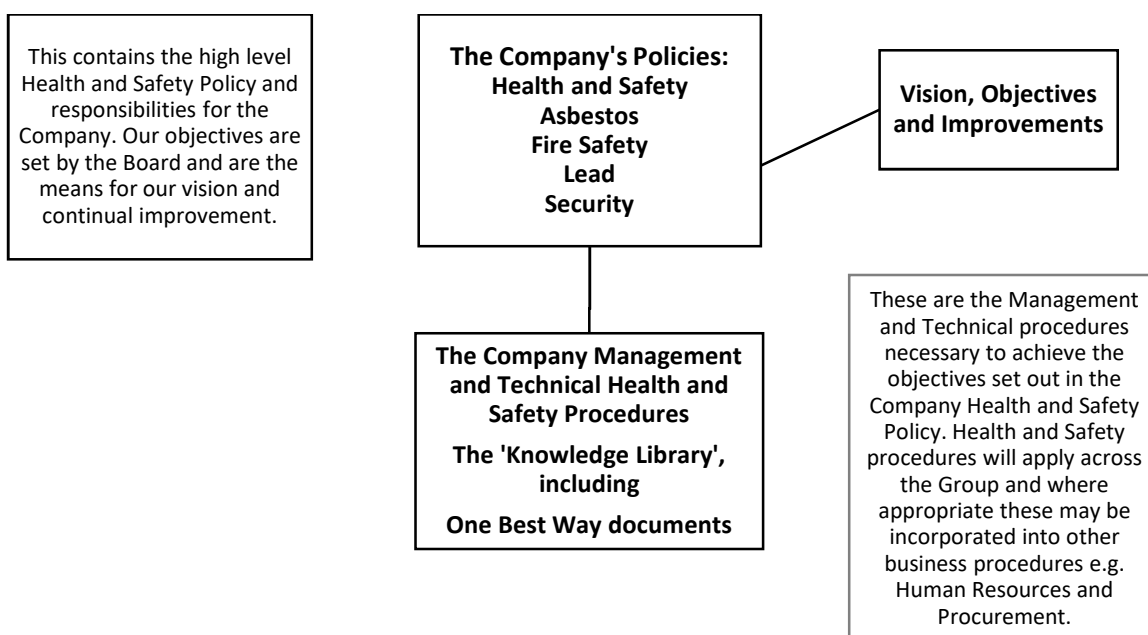 This contains the high level
Health and Safety Policy and
responsibilities for the
Company. Our objectives are
set by the Board and are the
means for our vision and
continual improvement.
The Company's Policies:
Health and Safety
Asbestos
Fire Safety
Lead
Security
Vision, Objectives
and Improvements
The Company Management
and Technical Health and
Safety Procedures
The 'Knowledge Library',
including
One Best Way documents
These are the Management
and Technical procedures
necessary to achieve the
objectives set out in the
Company Health and Safety
Policy. Health and Safety
procedures will apply across
the Group and where
appropriate these may be
incorporated into other
business procedures e.g.
Human Resources and
Procurement.